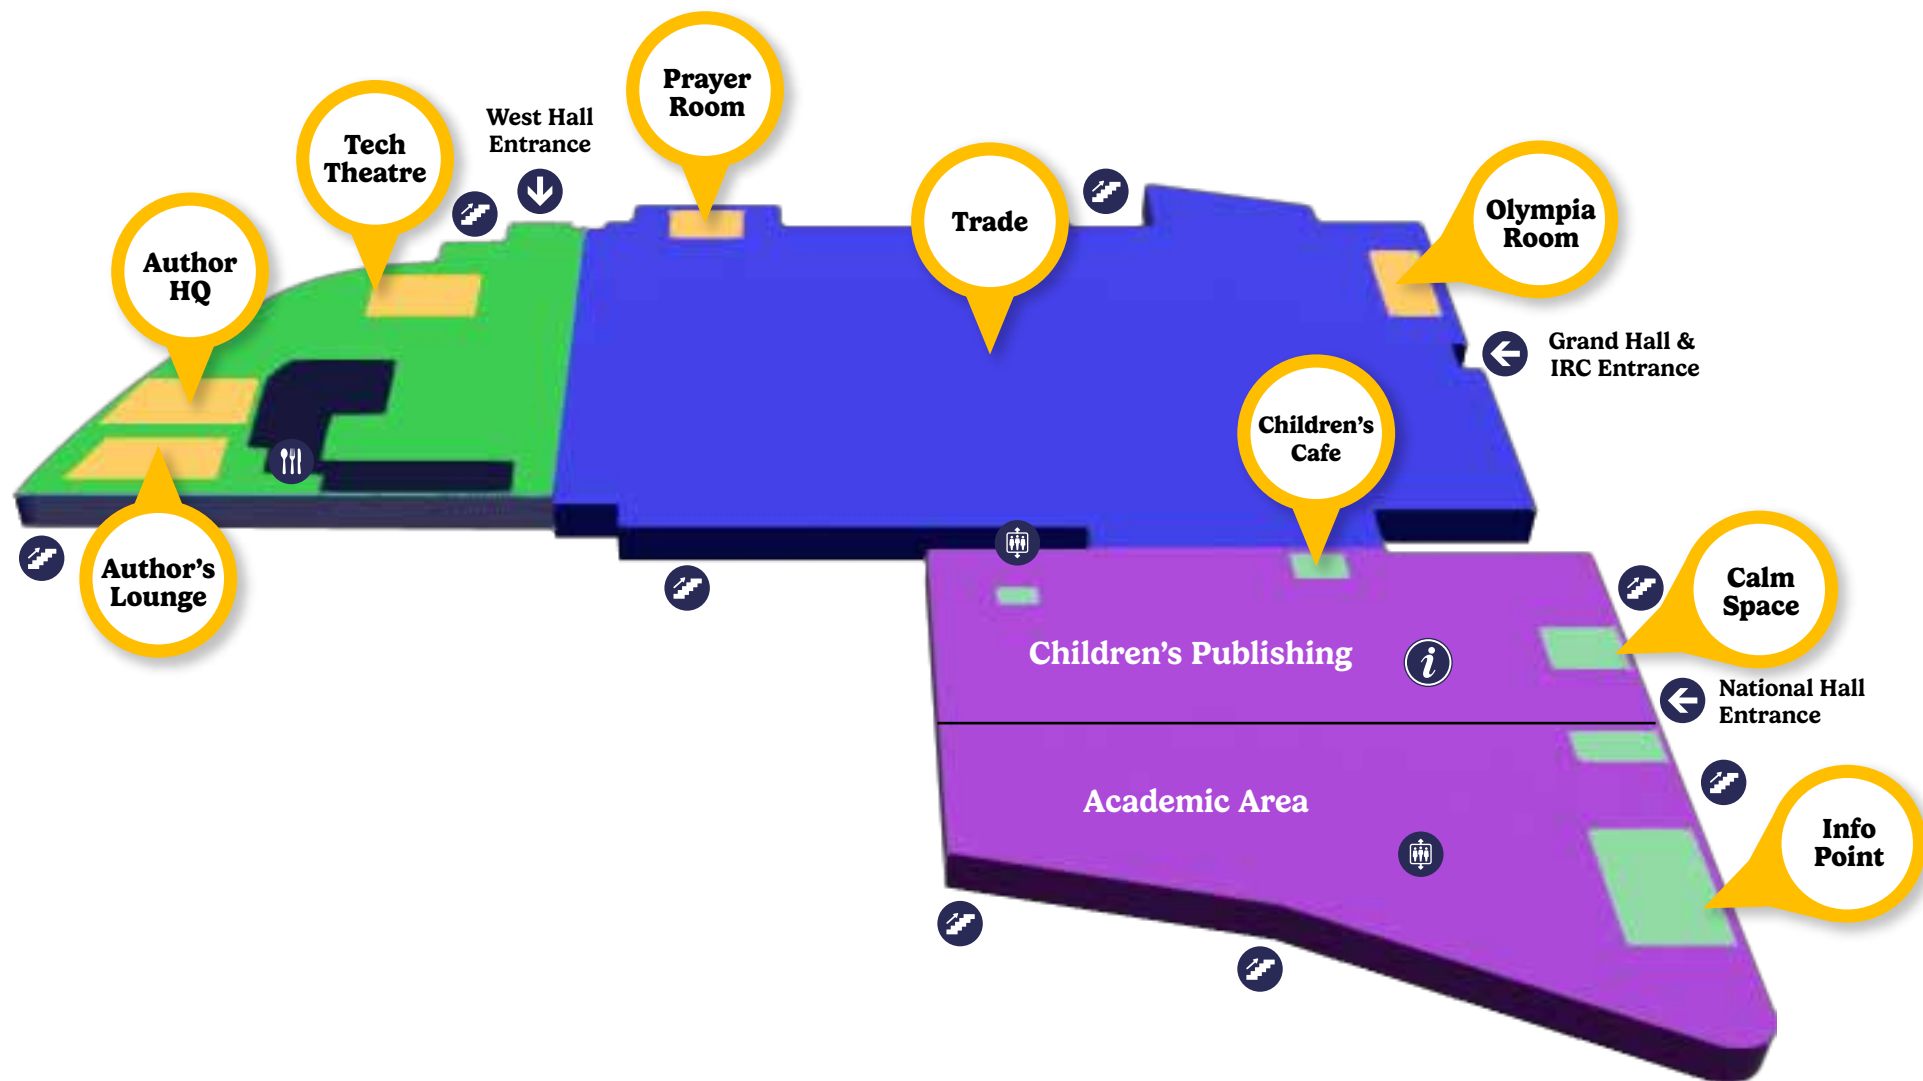 Prayer
Room
West Hall
Entrance
Tech
Theatre
Author
HQ
Trade
Olympia
Room
Grand Hall &
IRC Entrance
Children's
Cafe
Author's
Lounge
Calm
Space
Children's Publishing
i
National Hall
Entrance
Academic Area
Info
Point